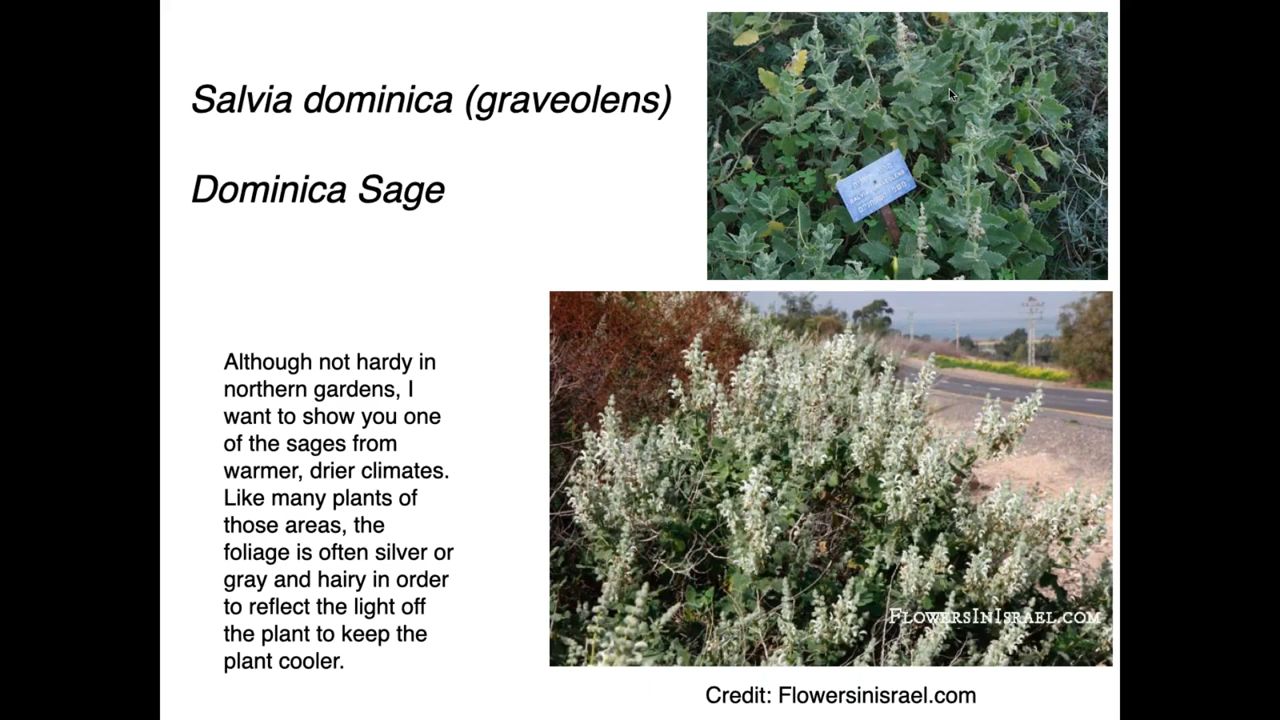 Salvia dominica (graveolens)
Dominica Sage
Although not hardy in
northern gardens, I
want to show you one
of the sages from
warmer, drier climates.
Like many plants of
those areas, the
foliage is often silver or
gray and hairy in order
to reflect the light off
the plant to keep the
plant cooler.
FlowersInIsrael.com
Credit: Flowersinisrael.com